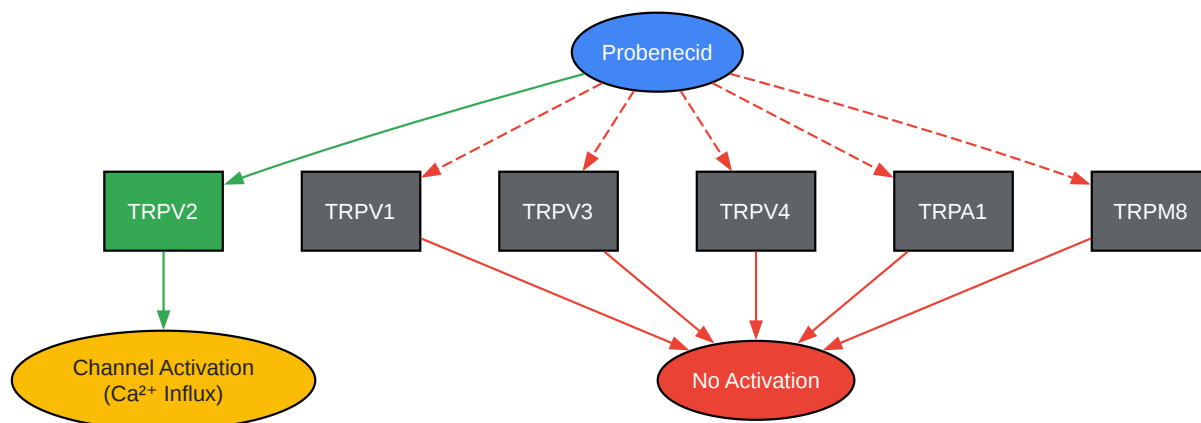 Probenecid
TRPV2
TRPV1
TRPV3
TRPV4
TRPA1
TRPM8
Channel Activation
(Ca²⁺ Influx)
No Activation